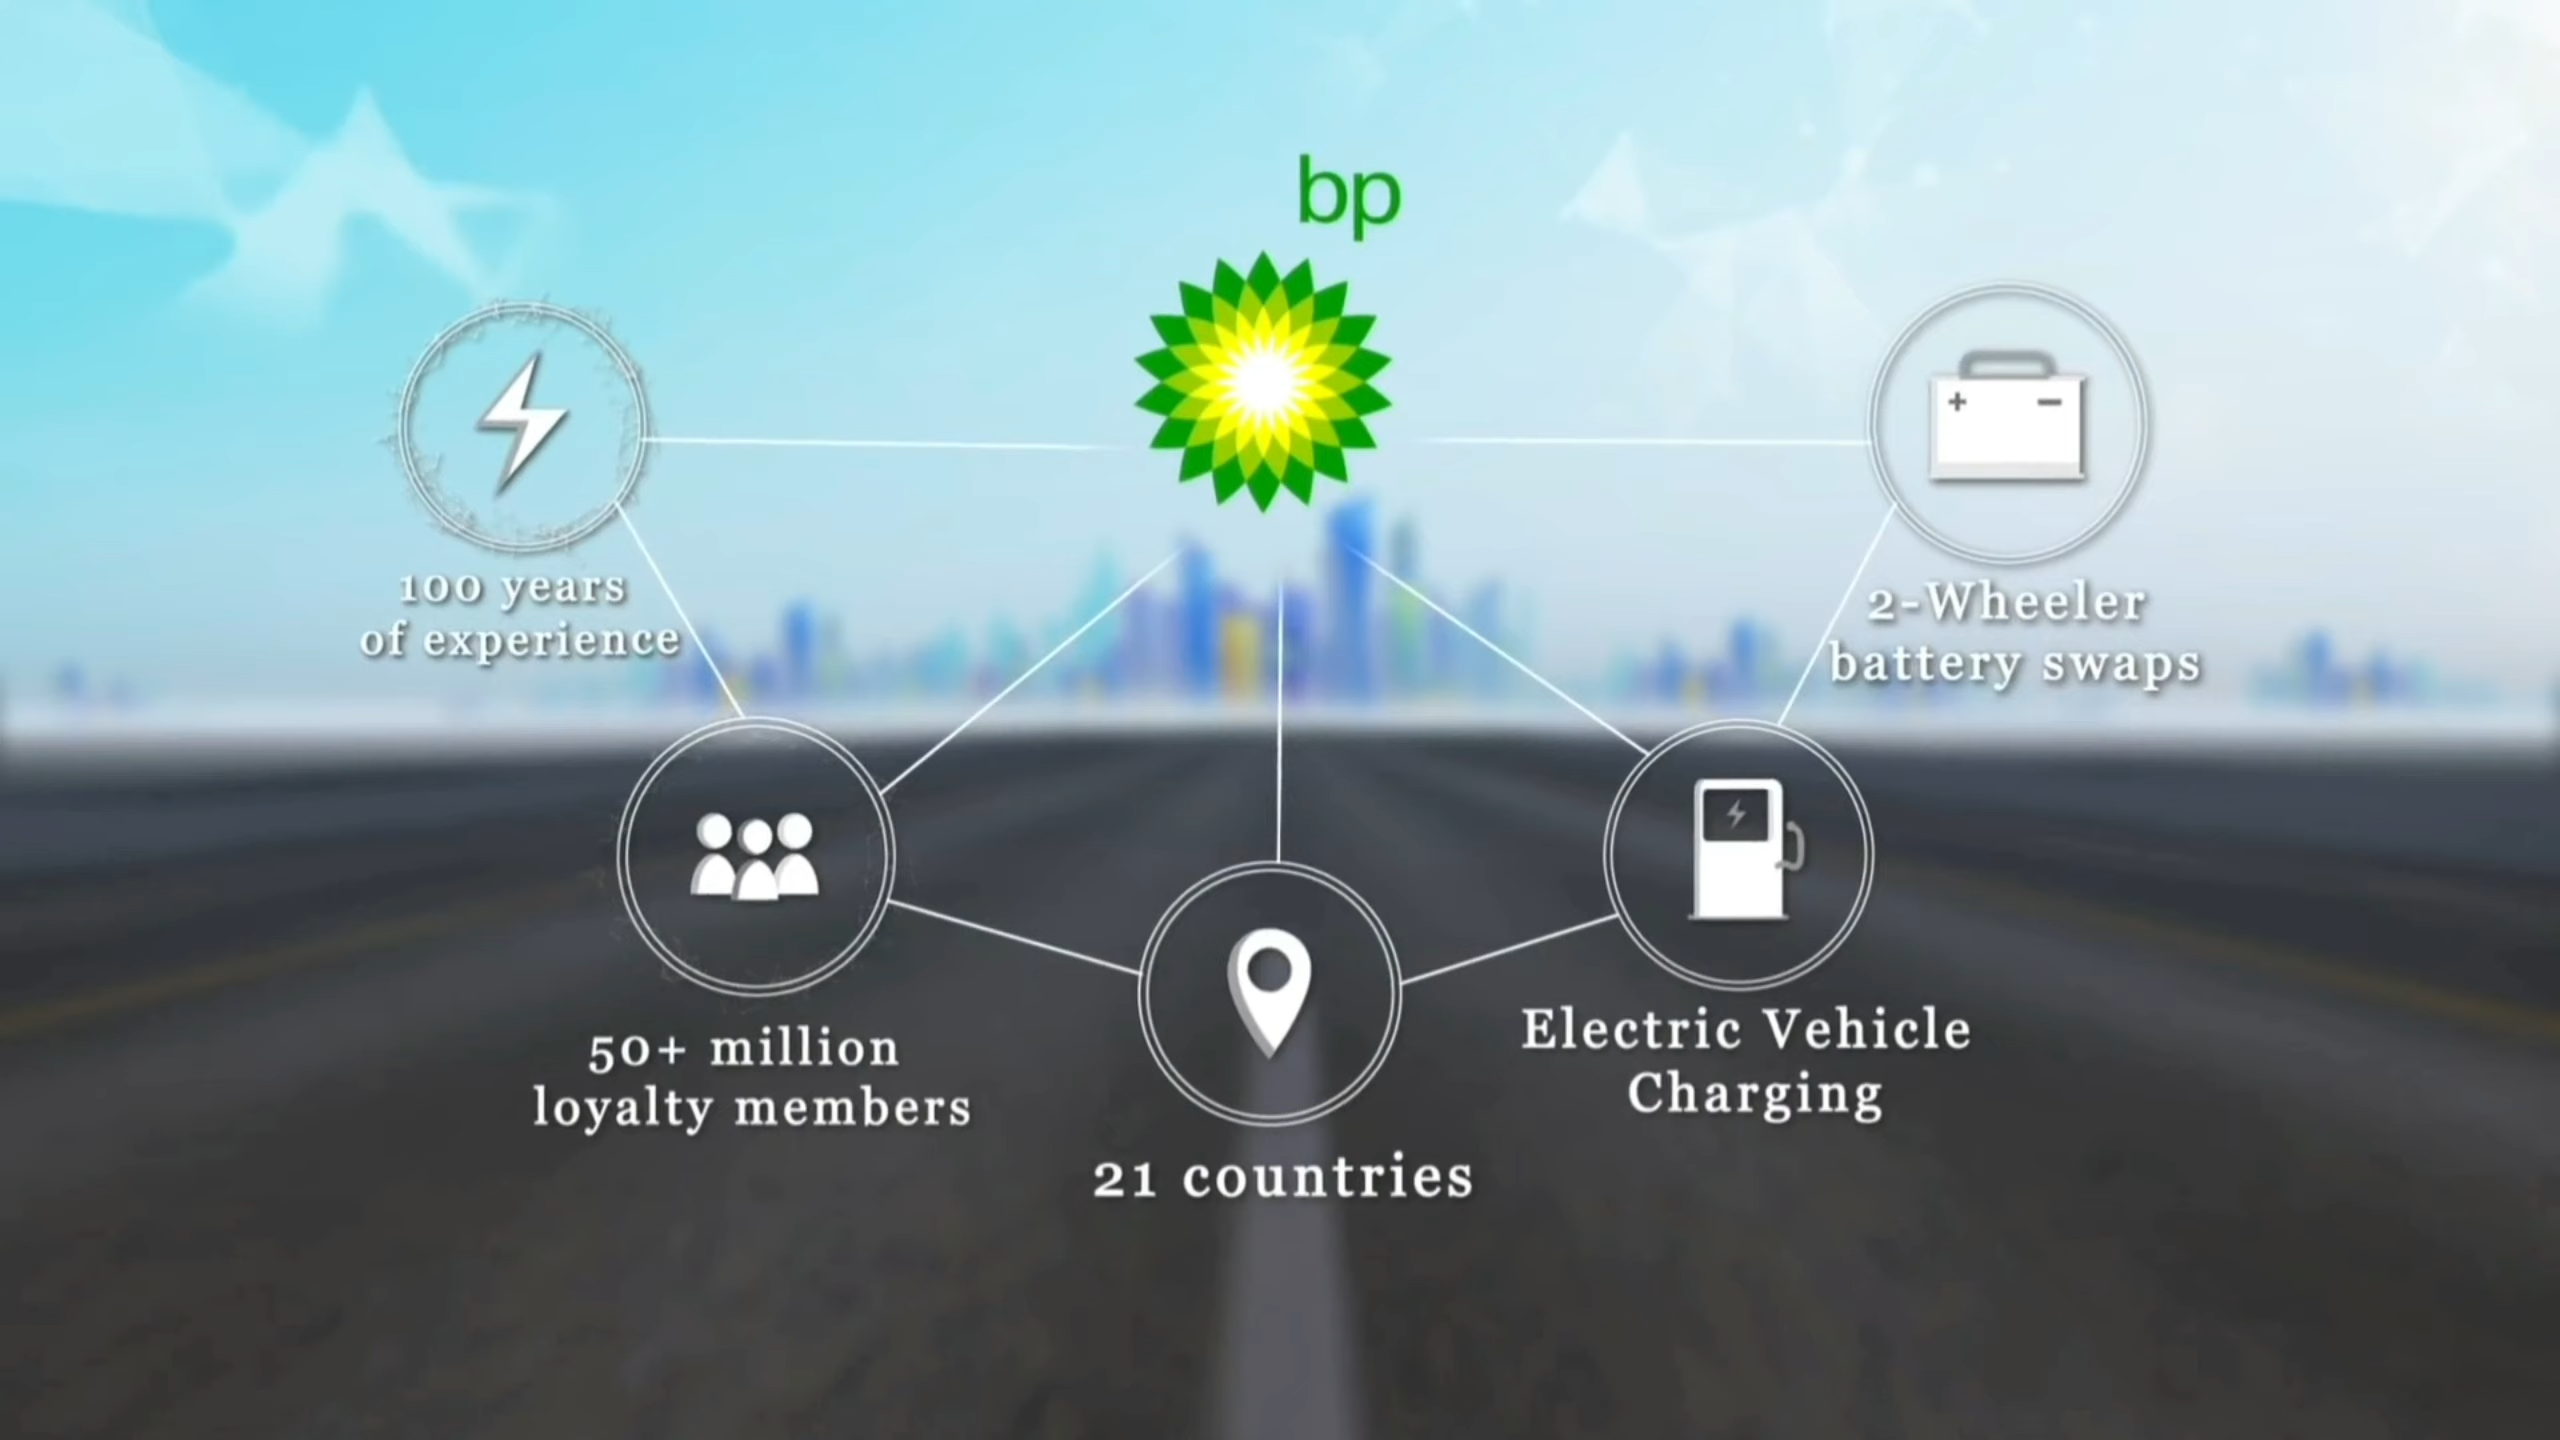 bp
100 years
of experience
50+ million
loyalty members
21 countries
Electric Vehicle
Charging
2-Wheeler
battery swaps